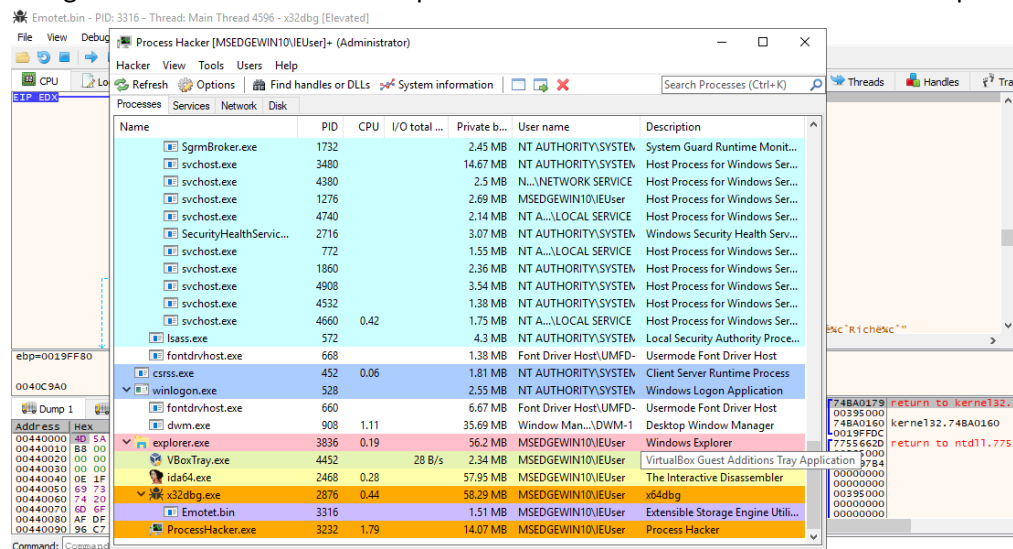 Emotet.bin - PID: 3316 - Thread: Main Thread 4596 - x32dbg [Elevated]
File View Debug
Process Hacker [MSEDGEWIN10\IEUser]+ (Administrator)
Hacker View Tools Users Help
Refresh Options Find handles or DLLs System information Search Processes (Ctrl+K)
CPU Lo Threads Handles Tra
Processes Services Network Disk
EIP EDX
Name PID CPU I/O total ... Private b... User name Description
SgrmBroker.exe 1732 2.45 MB NT AUTHORITY\SYSTEM System Guard Runtime Monit...
svchost.exe 3480 14.67 MB NT AUTHORITY\SYSTEM Host Process for Windows Ser...
svchost.exe 4380 2.5 MB N...\NETWORK SERVICE Host Process for Windows Ser...
svchost.exe 1276 2.69 MB MSEDGEWIN10\IEUser Host Process for Windows Ser...
svchost.exe 4740 2.14 MB NT A...\LOCAL SERVICE Host Process for Windows Ser...
SecurityHealthServic... 2716 3.07 MB NT AUTHORITY\SYSTEM Windows Security Health Serv...
svchost.exe 772 1.55 MB NT A...\LOCAL SERVICE Host Process for Windows Ser...
svchost.exe 1860 2.36 MB NT AUTHORITY\SYSTEM Host Process for Windows Ser...
svchost.exe 4908 3.54 MB NT AUTHORITY\SYSTEM Host Process for Windows Ser...
svchost.exe 4532 1.38 MB NT AUTHORITY\SYSTEM Host Process for Windows Ser...
svchost.exe 4660 0.42 1.75 MB NT A...\LOCAL SERVICE Host Process for Windows Ser...
lsass.exe 572 4.3 MB NT AUTHORITY\SYSTEM Local Security Authority Proce...
ebp=0019FF80
fontdrvhost.exe 668 1.38 MB Font Driver Host\UMFD- Usermode Font Driver Host
csrss.exe 452 0.06 1.81 MB NT AUTHORITY\SYSTEM Client Server Runtime Process
0040C9A0
winlogon.exe 528 2.55 MB NT AUTHORITY\SYSTEM Windows Logon Application
fontdrvhost.exe 660 6.67 MB Font Driver Host\UMFD- Usermode Font Driver Host
Dump 1
74BA0179 return to kernel32.
00395000
dwm.exe 908 1.11 35.69 MB Window Man...\DWM-1 Desktop Window Manager
Address Hex
74BA0160 kernel32.74BA0160
0019FFDC
explorer.exe 3836 0.19 56.2 MB MSEDGEWIN10\IEUser Windows Explorer
7755662D return to ntdll.775
VBoxTray.exe 4452 28 B/s 2.34 MB MSEDGEWIN10\IEUser VirtualBox Guest Additions Tray Application
ida64.exe 2468 0.28 57.95 MB MSEDGEWIN10\IEUser The Interactive Disassembler
x32dbg.exe 2876 0.44 58.29 MB MSEDGEWIN10\IEUser x64dbg
Emotet.bin 3316 1.51 MB MSEDGEWIN10\IEUser Extensible Storage Engine Utili...
ProcessHacker.exe 3232 1.79 14.07 MB MSEDGEWIN10\IEUser Process Hacker
00440000 4D 5A
00440010 B8 00
00440020 00 00
00440030 00 00
00440040 0E 1F
00440050 69 73
00440060 74 20
00440070 6D 6F
00440080 AF DF
00440090 96 C7
00000000
00000000
00395000
00000000
00000000
00000000
Command: Command